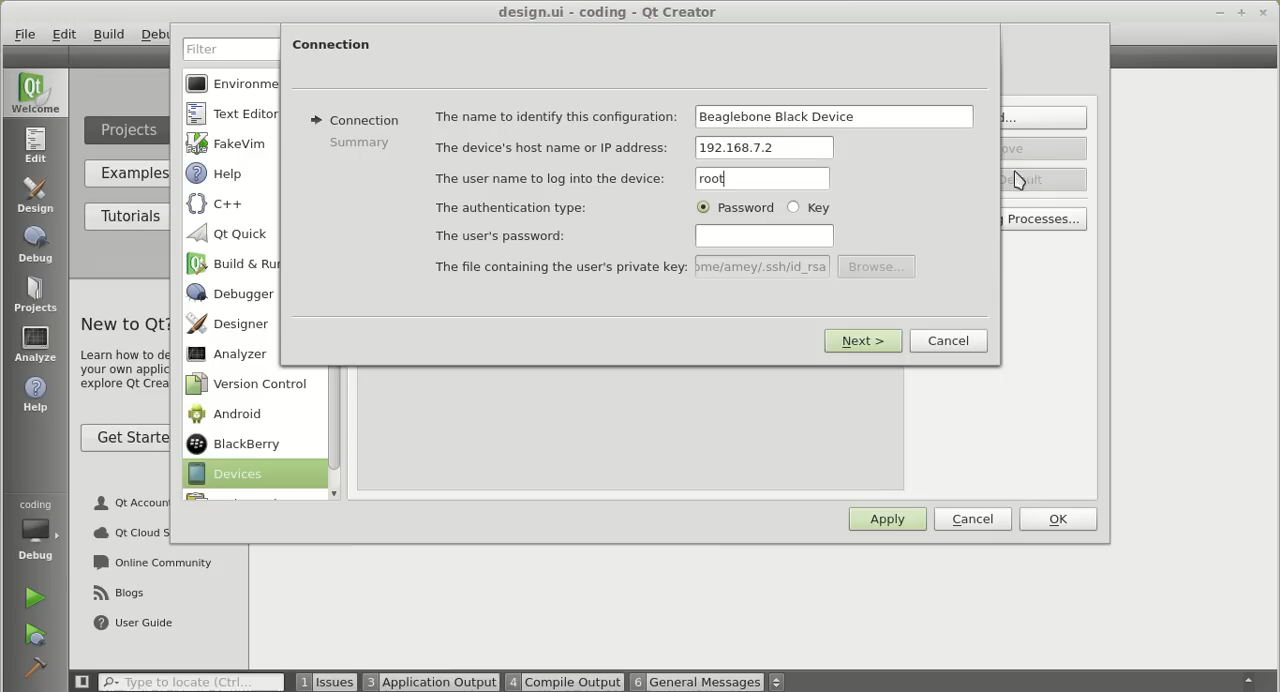 design.ui - coding - Qt Creator
File Edit Build Debu
Filter
Connection
Welcome
Edit
Design
Debug
Projects
Analyze
Help
coding
Debug
Projects
Examples
Tutorials
New to Qt?
Learn how to de
your own applic
explore Qt Crea
Get Starte
Qt Accoun
Qt Cloud S
Online Community
Blogs
User Guide
Environme
Text Editor
FakeVim
Help
C++
Qt Quick
Build & Run
Debugger
Designer
Analyzer
Version Control
Android
BlackBerry
Devices
Connection
Summary
The name to identify this configuration: Beaglebone Black Device
The device's host name or IP address: 192.168.7.2
The user name to log into the device: root
The authentication type: Password Key
The user's password:
The file containing the user's private key: ome/amey/.ssh/id_rsa Browse...
Next > Cancel
d...
ove
Default
g Processes...
Apply Cancel OK
Type to locate (Ctrl... 1 Issues 3 Application Output 4 Compile Output 6 General Messages